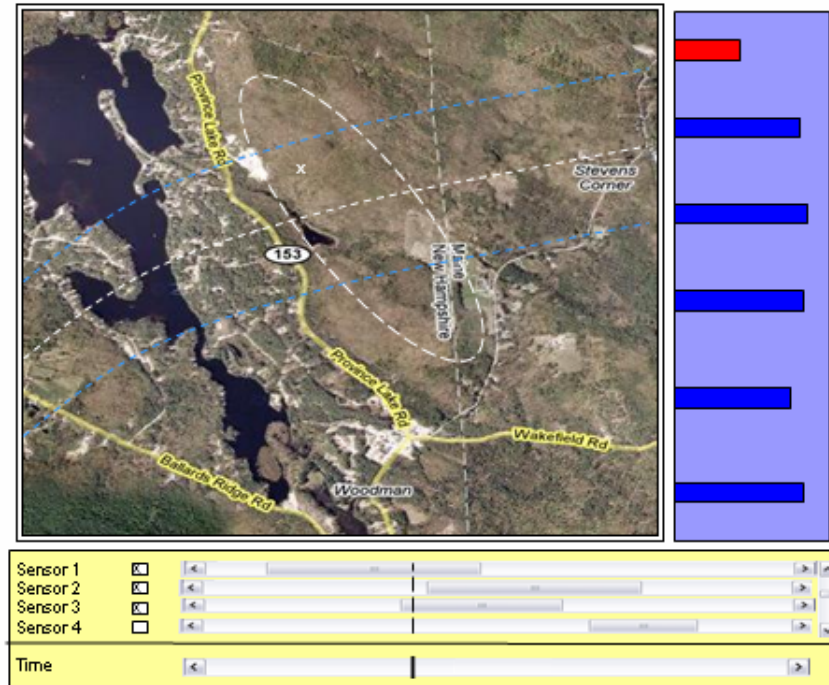 Province Lake Rd
x
Stevens
Corner
153
Maine
New Hampshire
Province Lake Rd
Wakefield Rd
Ballards Ridge Rd
Woodman
Sensor 1 X
Sensor 2 X
Sensor 3 X
Sensor 4
Time